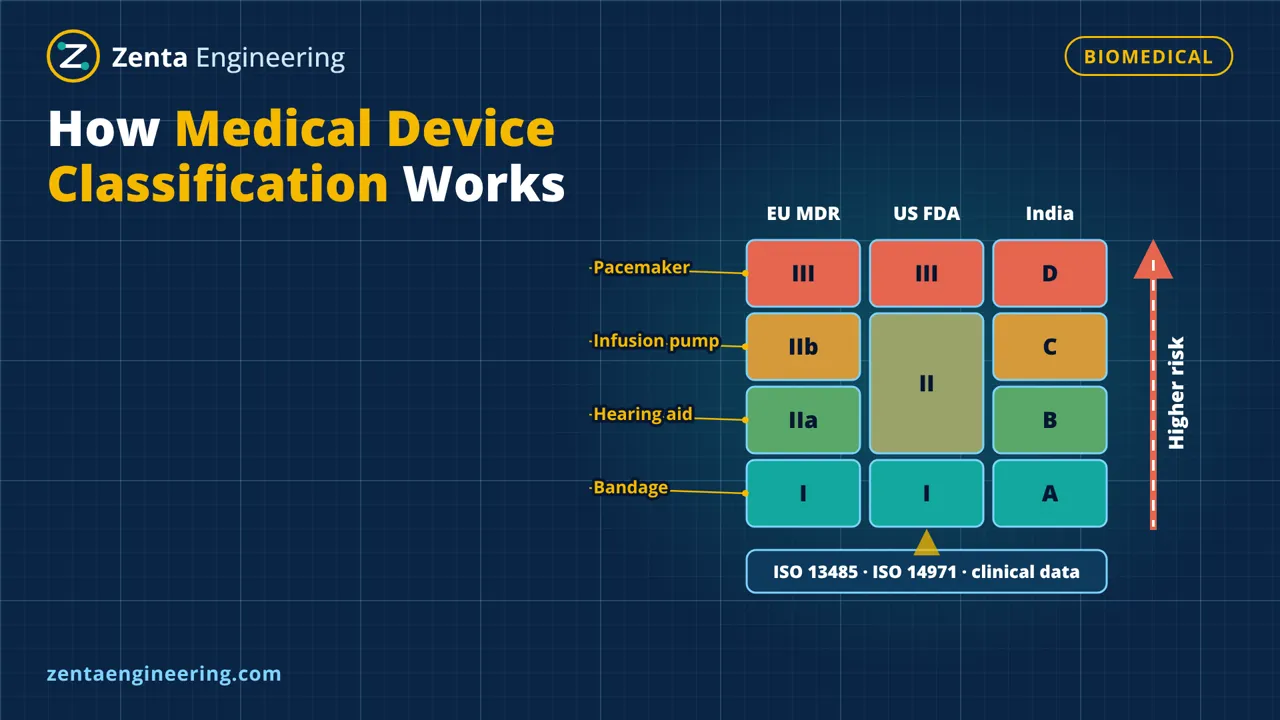 Zenta Engineering
BIOMEDICAL
How Medical Device
Classification Works
EU MDR
US FDA
India
Pacemaker
III
III
D
Infusion pump
IIb
II
C
Hearing aid
IIa
B
Bandage
I
I
A
Higher risk
ISO 13485 · ISO 14971 · clinical data
zentaengineering.com